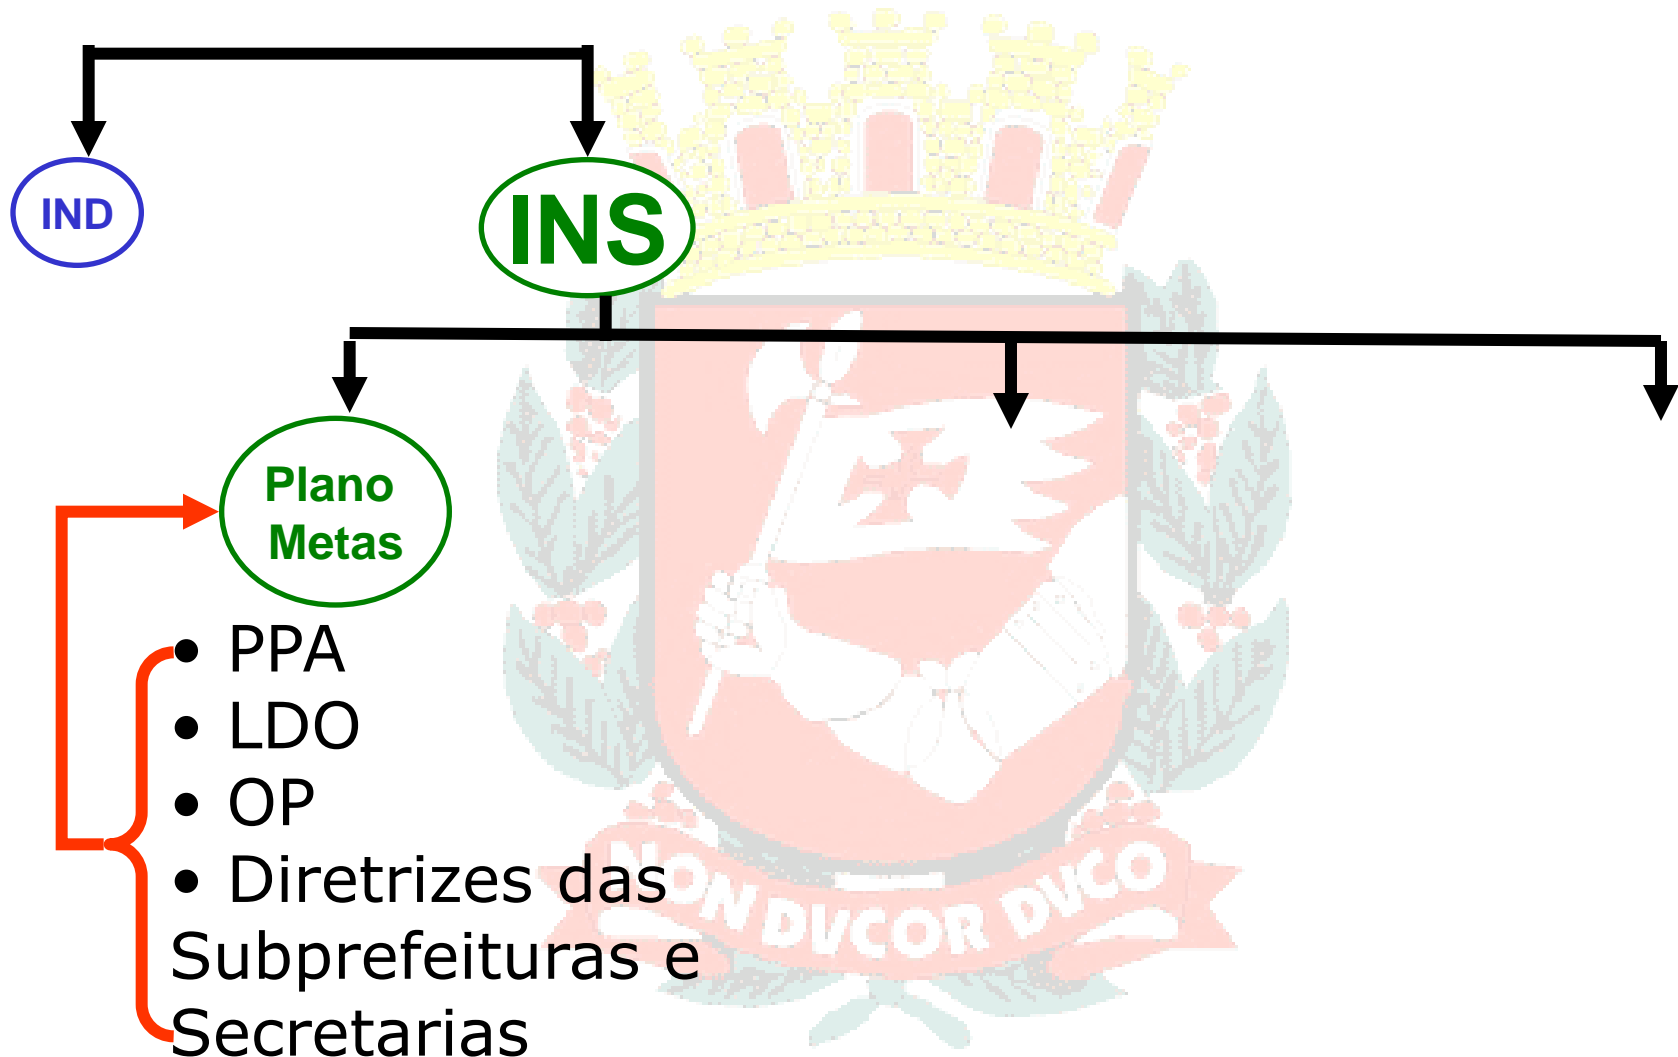 IND
INS
Plano
Metas
• PPA
• LDO
• OP
• Diretrizes das
Subprefeituras e
Secretarias
NON DVCOR DVCO